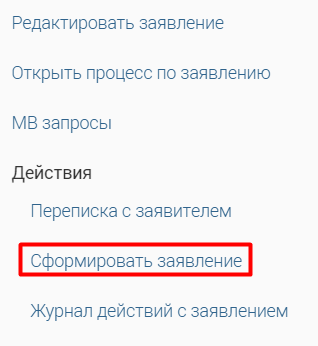 Редактировать заявление
Открыть процесс по заявлению
МВ запросы
Действия
Переписка с заявителем
Сформировать заявление
Журнал действий с заявлением